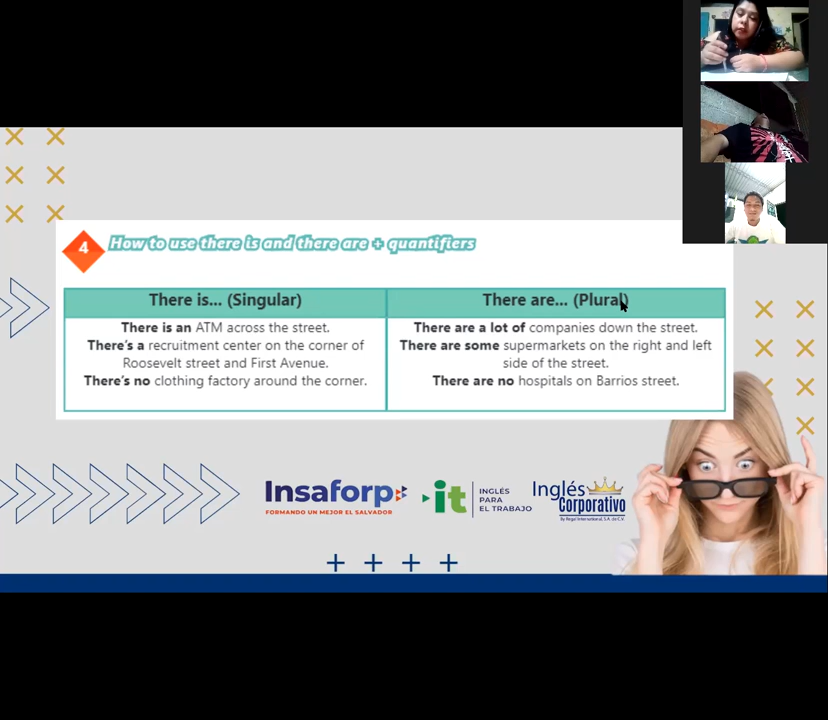 4
How to use there is and there are + quantifiers
There is... (Singular)
There is an ATM across the street.
There's a recruitment center on the corner of
Roosevelt street and First Avenue.
There's no clothing factory around the corner.
There are... (Plural)
There are a lot of companies down the street.
There are some supermarkets on the right and left
side of the street.
There are no hospitals on Barrios street.
Insaforp
FORMANDO UN MEJOR EL SALVADOR
it
INGLÉS
PARA
EL TRABAJO
Inglés
Corporativo
By Regal International, S.A. de C.V.